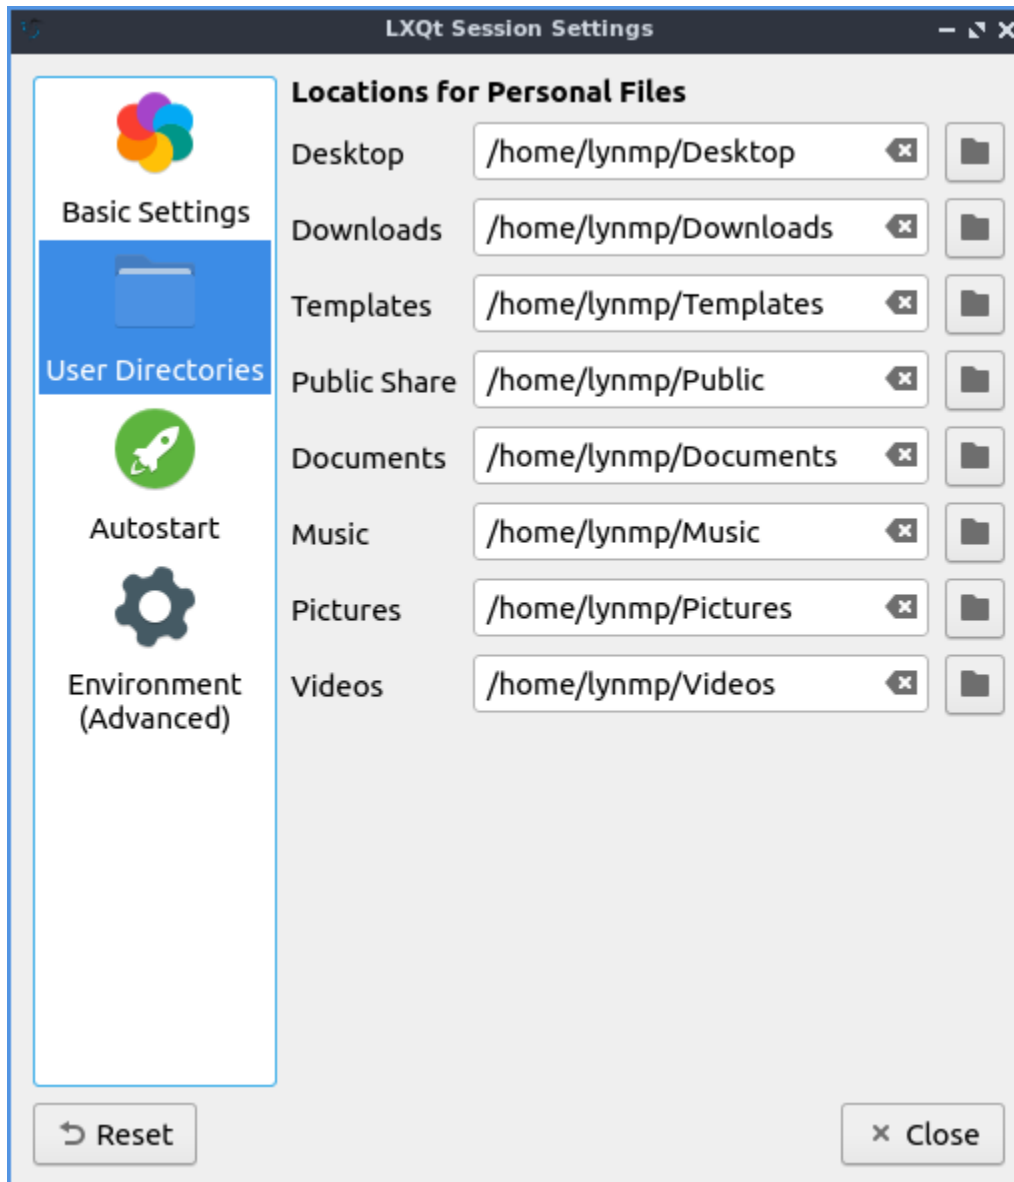 LXQt Session Settings
Basic Settings
User Directories
Autostart
Environment
(Advanced)
Locations for Personal Files
Desktop /home/lynmp/Desktop
Downloads /home/lynmp/Downloads
Templates /home/lynmp/Templates
Public Share /home/lynmp/Public
Documents /home/lynmp/Documents
Music /home/lynmp/Music
Pictures /home/lynmp/Pictures
Videos /home/lynmp/Videos
Reset
Close